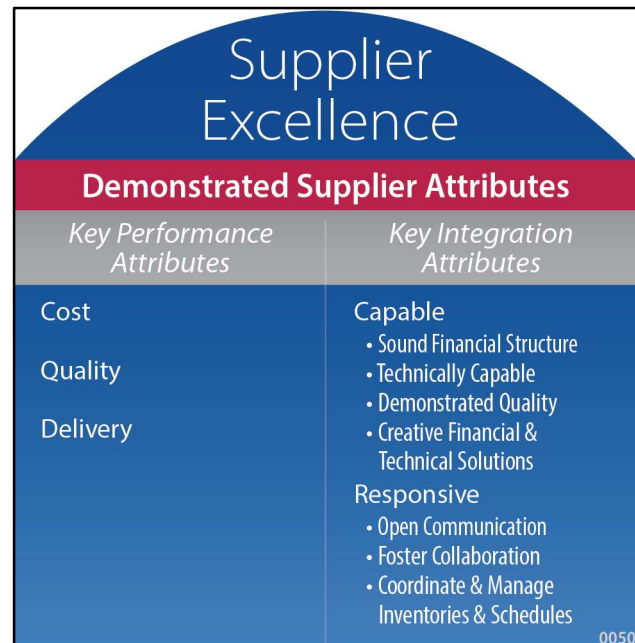 Supplier
Excellence
Demonstrated Supplier Attributes
Key Performance
Attributes
Cost
Quality
Delivery
Key Integration
Attributes
Capable
• Sound Financial Structure
• Technically Capable
• Demonstrated Quality
• Creative Financial &
Technical Solutions
Responsive
• Open Communication
• Foster Collaboration
• Coordinate & Manage
Inventories & Schedules
0050